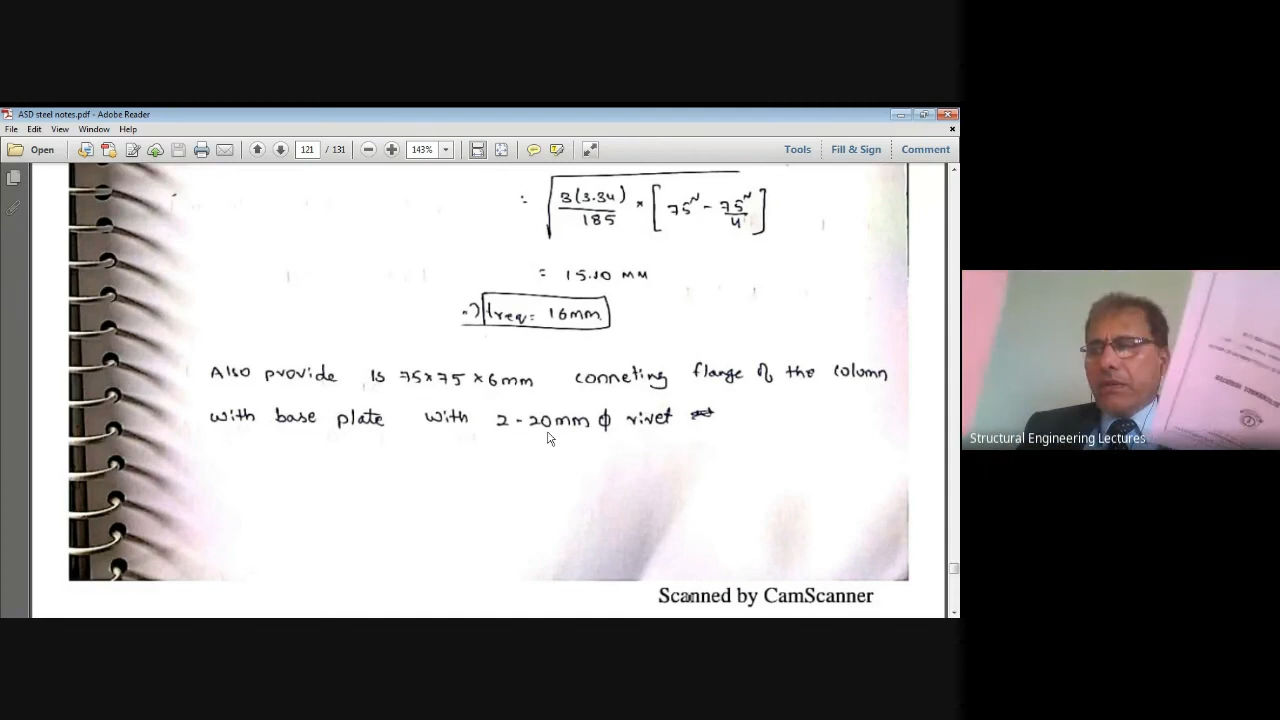 ASD steel notes.pdf - Adobe Reader
File Edit View Window Help
Open 121 / 131 143% Tools Fill & Sign Comment
= √ 3(3.34) / 185 × [ 75² - 75² / 4 ]
= 15.10 mm
∴) treq = 16mm
Also provide IS 75×75×6mm conneting flange of the column
with base plate with 2-20mm ϕ rivet
Scanned by CamScanner
Structural Engineering Lectures